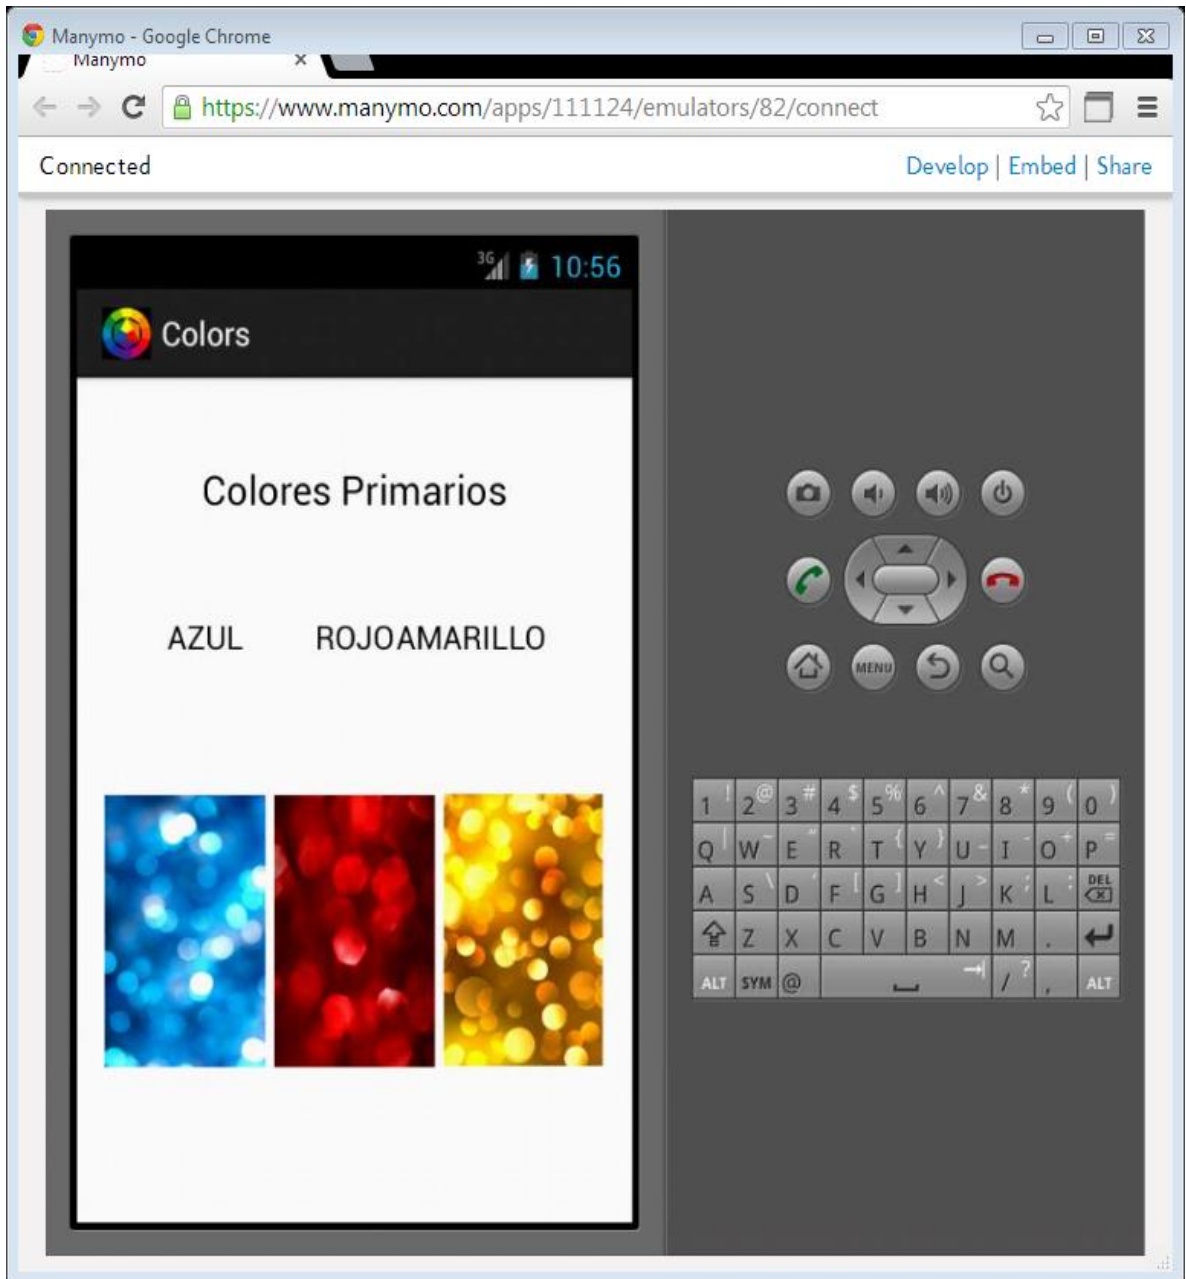 Manymo - Google Chrome
Manymo
https://www.manymo.com/apps/111124/emulators/82/connect
Connected
Develop | Embed | Share
3G 10:56
Colors
Colores Primarios
AZUL ROJOAMARILLO
MENU
1 ! 2 @ 3 # 4 $ 5 % 6 ^ 7 & 8 * 9 ( 0 )
Q | W ~ E " R ` T { Y } U _ I - O + P =
A S \ D ' F [ G ] H < J > K ; L : DEL
Z X C V B N M .
ALT SYM @ / ? , ALT